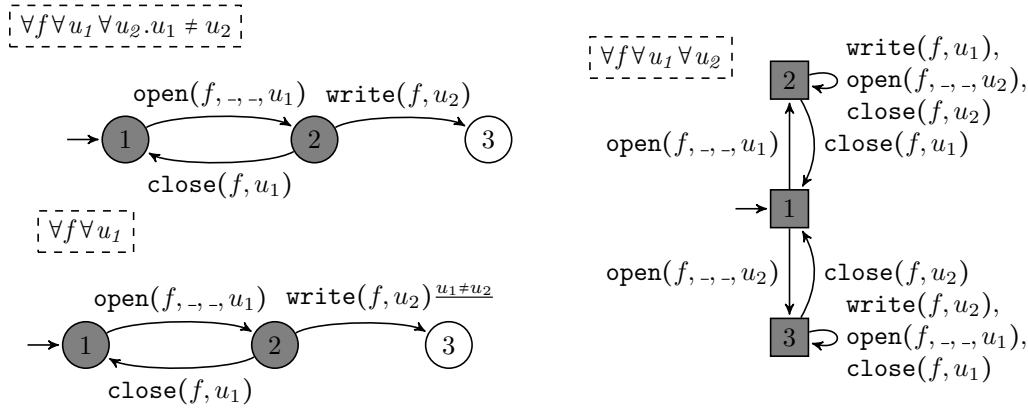 ∀f∀u₁∀u₂.u₁ ≠ u₂
open(f,_,_,u₁)
write(f,u₂)
1
2
3
close(f,u₁)
∀f∀u₁
open(f,_,_,u₁)
write(f,u₂) u₁≠u₂
1
2
3
close(f,u₁)
∀f∀u₁∀u₂
write(f,u₁),
open(f,_,_,u₂),
close(f,u₂)
2
open(f,_,_,u₁)
close(f,u₁)
1
open(f,_,_,u₂)
close(f,u₂)
write(f,u₂),
open(f,_,_,u₁),
close(f,u₁)
3